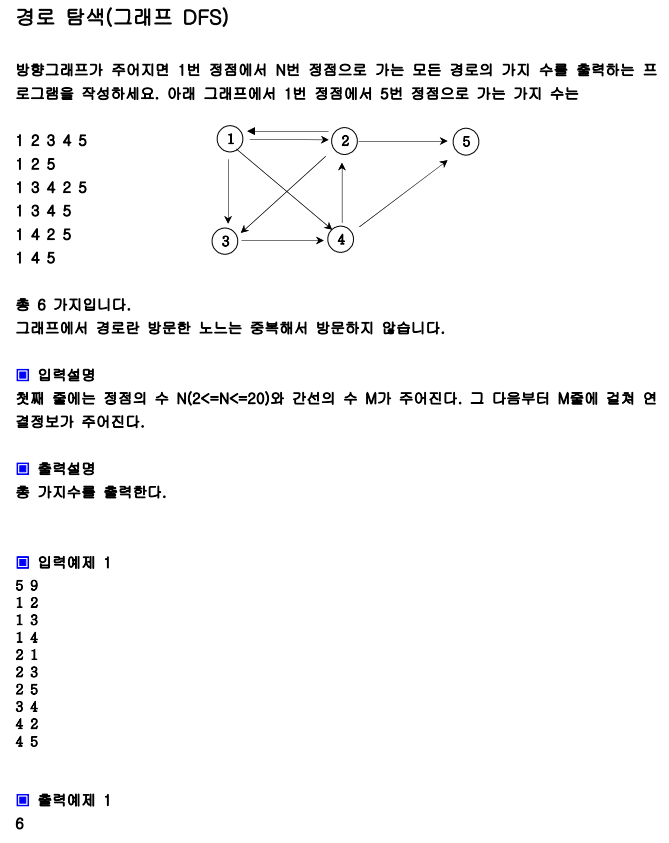 경로 탐색(그래프 DFS)
방향그래프가 주어지면 1번 정점에서 N번 정점으로 가는 모든 경로의 가지 수를 출력하는 프
로그램을 작성하세요. 아래 그래프에서 1번 정점에서 5번 정점으로 가는 가지 수는
1 2 3 4 5
1 2 5
1 3 4 2 5
1 3 4 5
1 4 2 5
1 4 5
1
2
5
3
4
총 6 가지입니다.
그래프에서 경로란 방문한 노느는 중복해서 방문하지 않습니다.
▣ 입력설명
첫째 줄에는 정점의 수 N(2<=N<=20)와 간선의 수 M가 주어진다. 그 다음부터 M줄에 걸쳐 연
결정보가 주어진다.
▣ 출력설명
총 가지수를 출력한다.
▣ 입력예제 1
5 9
1 2
1 3
1 4
2 1
2 3
2 5
3 4
4 2
4 5
▣ 출력예제 1
6